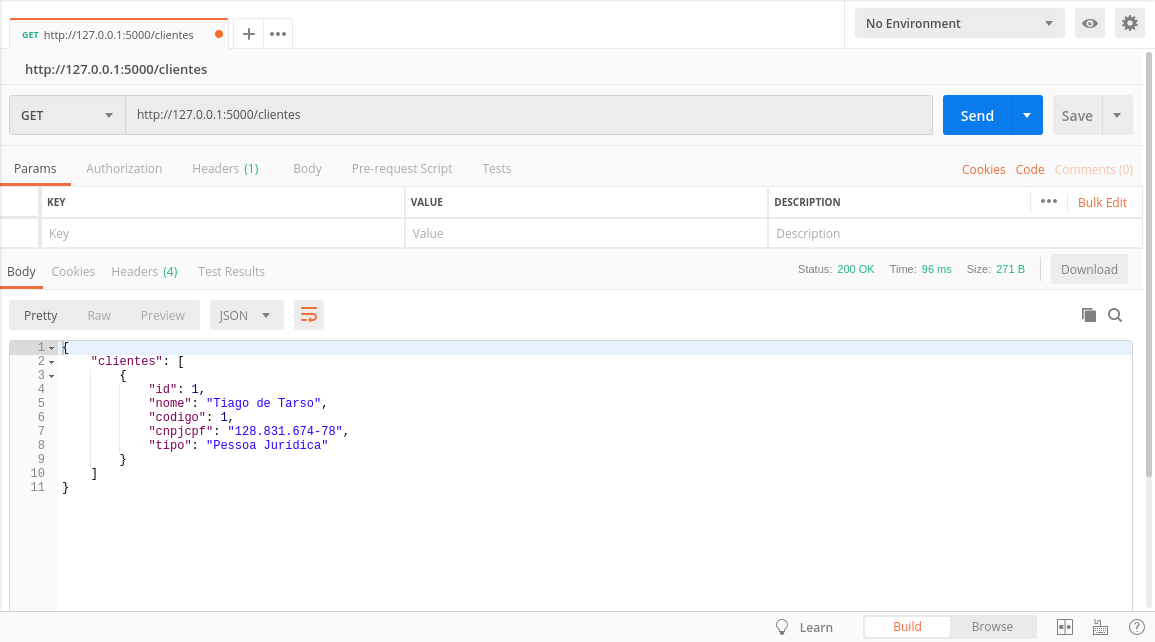 GET http://127.0.0.1:5000/clientes
No Environment
http://127.0.0.1:5000/clientes
GET http://127.0.0.1:5000/clientes Send Save
Params Authorization Headers (1) Body Pre-request Script Tests Cookies Code Comments (0)
KEY VALUE DESCRIPTION ••• Bulk Edit
Key Value Description
Body Cookies Headers (4) Test Results Status: 200 OK Time: 96 ms Size: 271 B Download
Pretty Raw Preview JSON
1 {
2 "clientes": [
3 {
4 "id": 1,
5 "nome": "Tiago de Tarso",
6 "codigo": 1,
7 "cnpjcpf": "128.831.674-78",
8 "tipo": "Pessoa Jurídica"
9 }
10 ]
11 }
Learn Build Browse ?